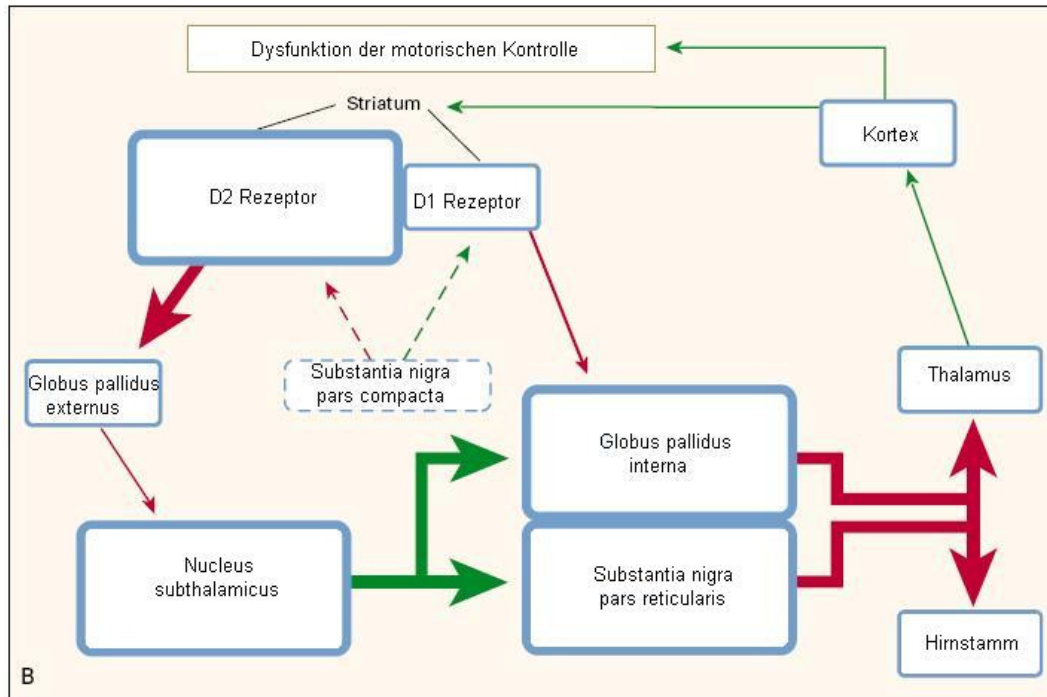 Dysfunktion der motorischen Kontrolle
Striatum
Kortex
D2 Rezeptor
D1 Rezeptor
Globus pallidus
externus
Substantia nigra
pars compacta
Thalamus
Globus pallidus
interna
Nucleus
subthalamicus
Substantia nigra
pars reticularis
Hirnstamm
B